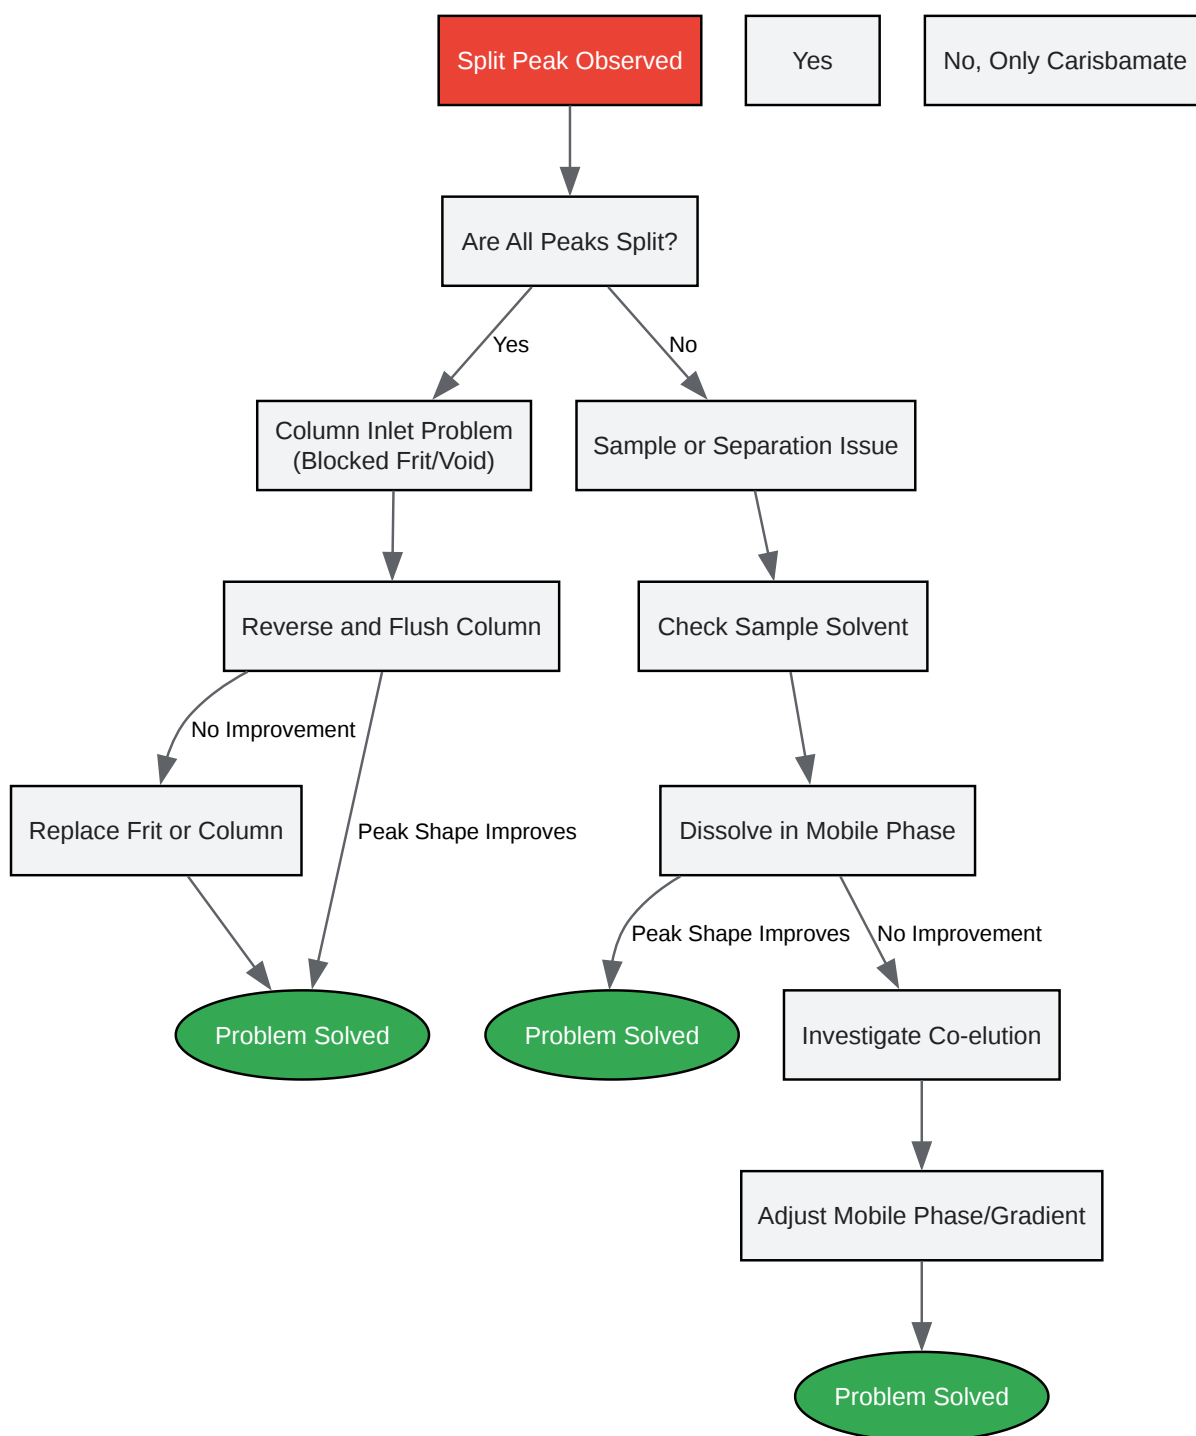 Split Peak Observed
Yes
No, Only Carisbamate
Are All Peaks Split?
Yes
No
Column Inlet Problem
(Blocked Frit/Void)
Sample or Separation Issue
Reverse and Flush Column
Check Sample Solvent
No Improvement
Replace Frit or Column
Peak Shape Improves
Dissolve in Mobile Phase
Peak Shape Improves
No Improvement
Problem Solved
Problem Solved
Investigate Co-elution
Adjust Mobile Phase/Gradient
Problem Solved